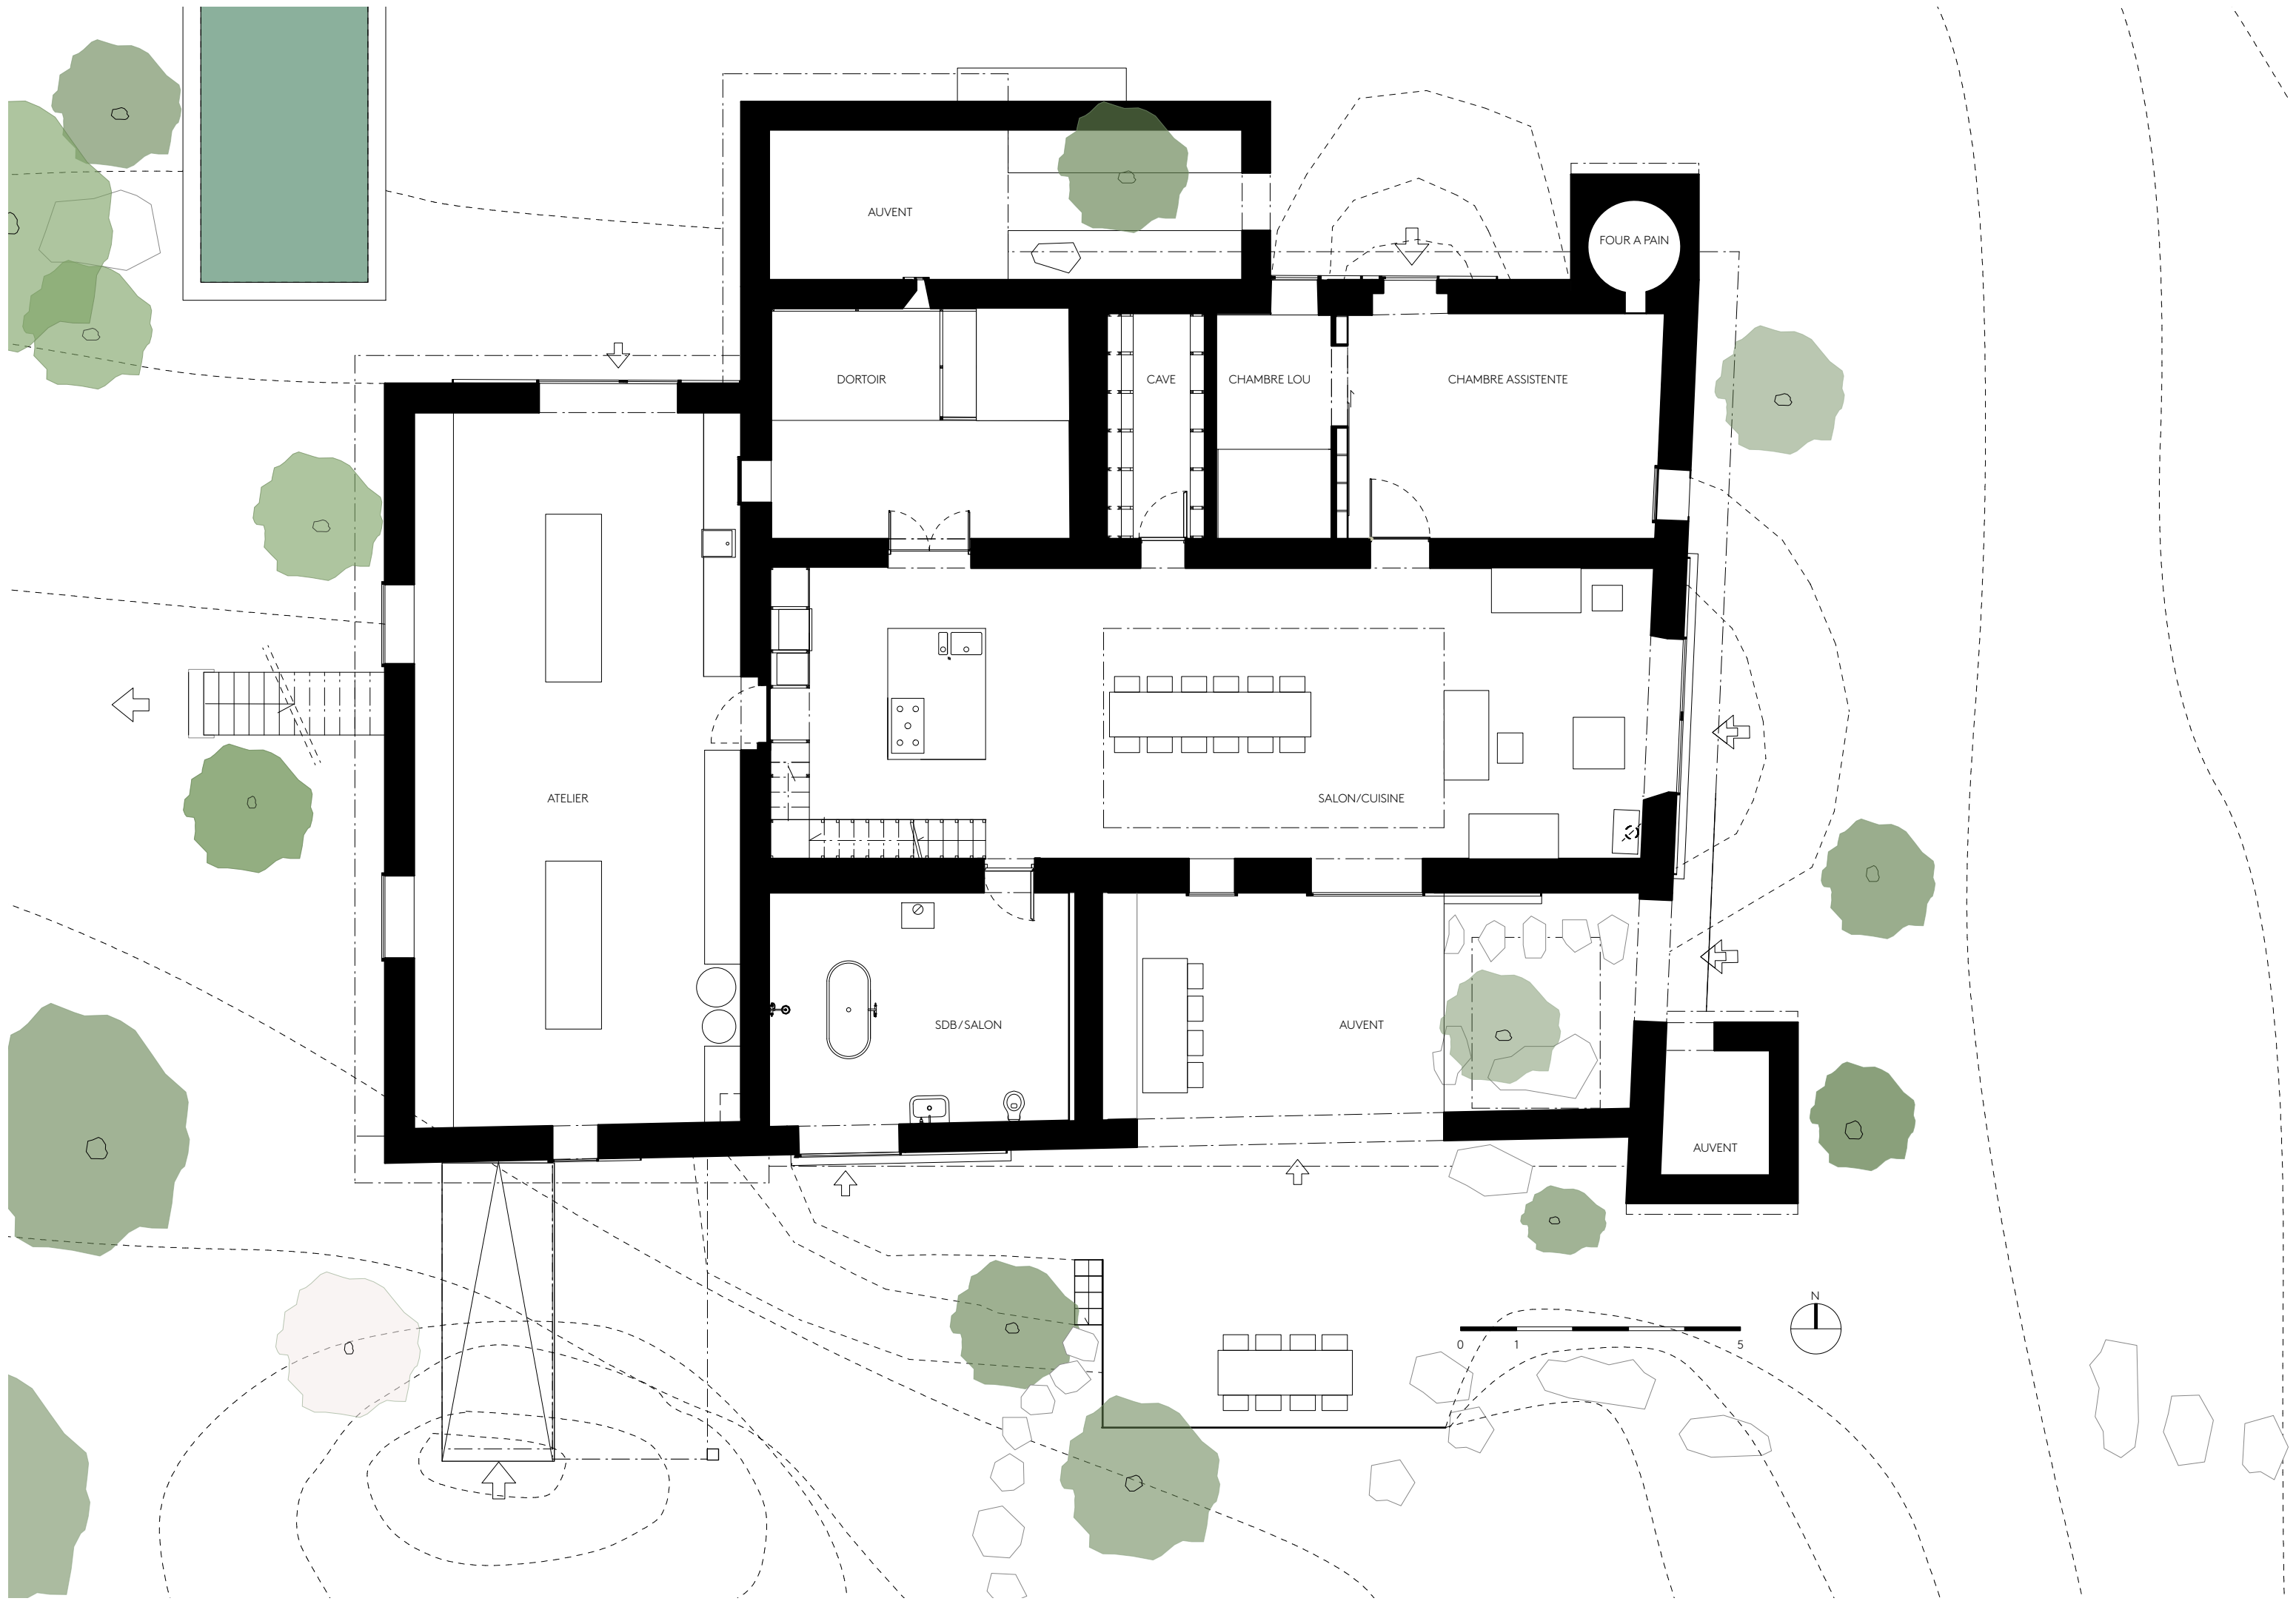 AUVENT
FOUR A PAIN
DORTOIR
CAVE
CHAMBRE LOU
CHAMBRE ASSISTENTE
ATELIER
SALON/CUISINE
SDB/SALON
AUVENT
AUVENT
N
0 1 5